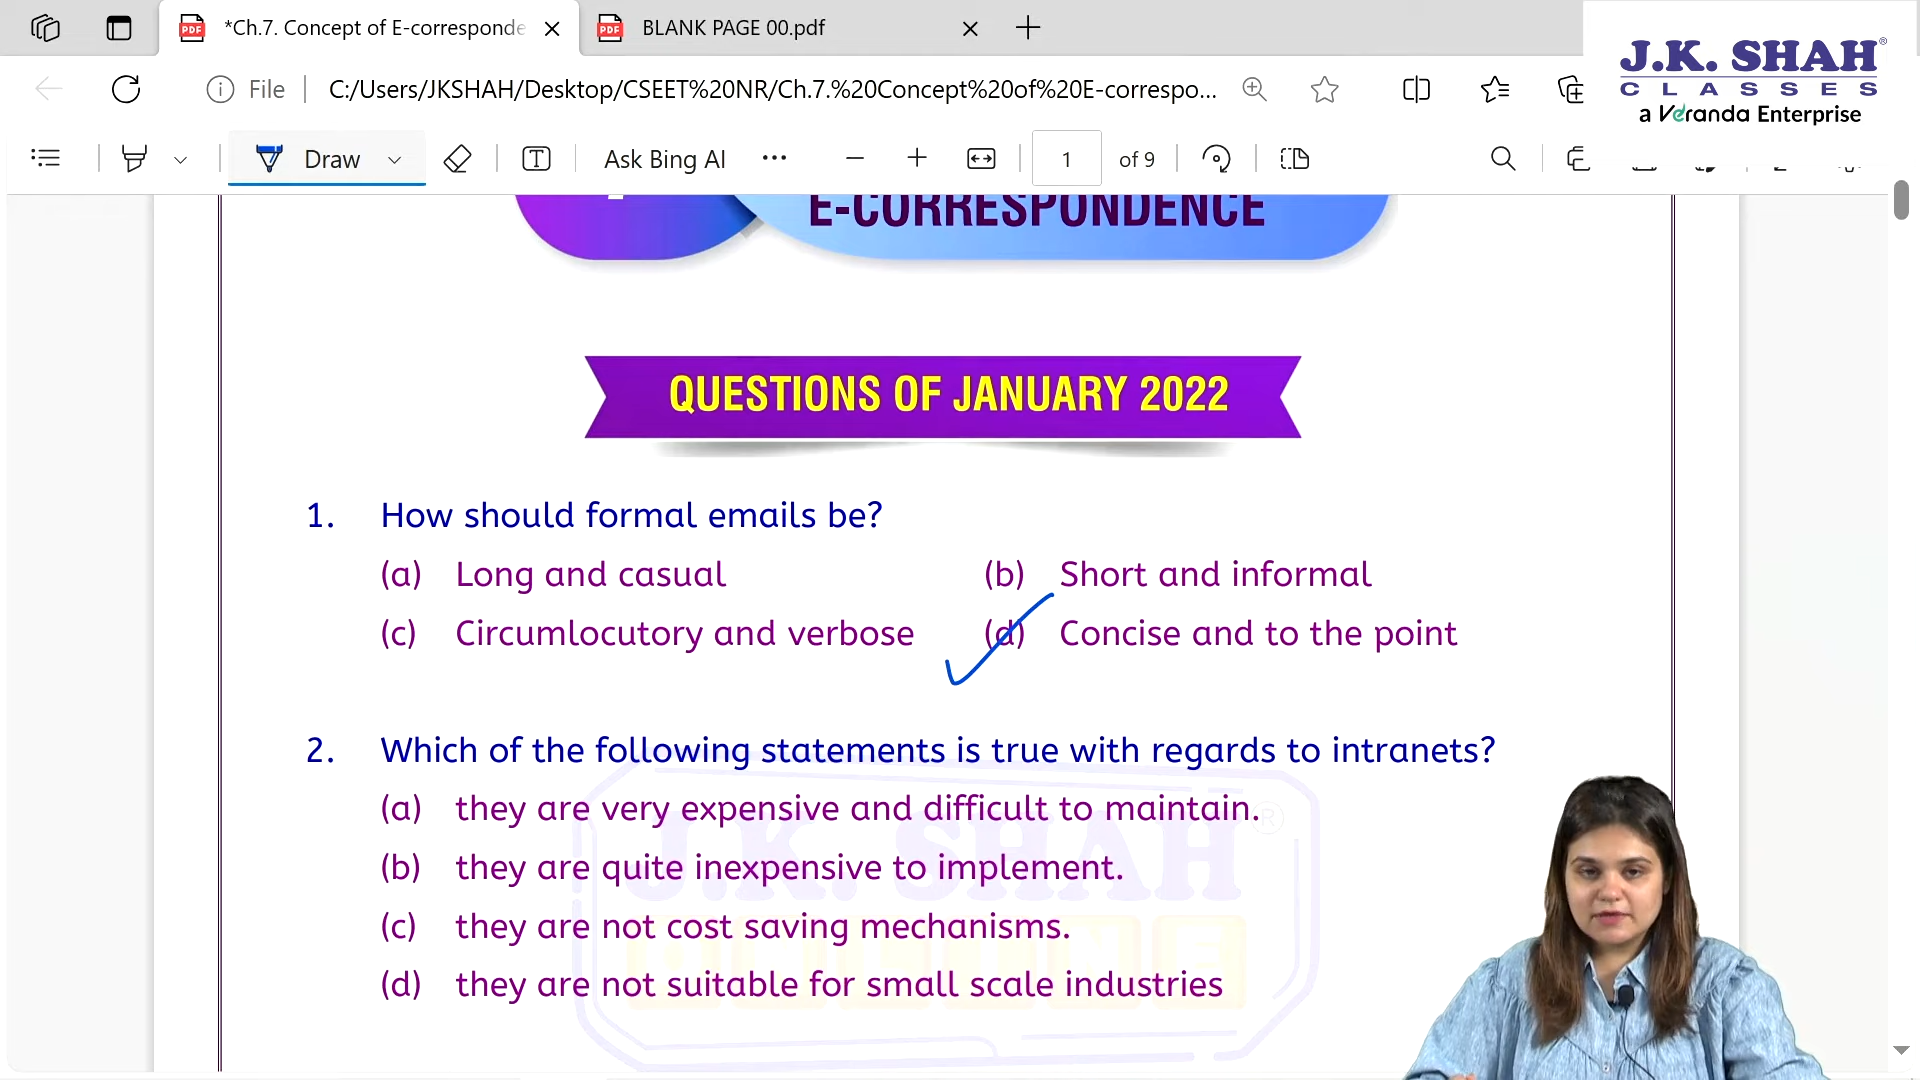 *Ch.7. Concept of E-corresponde
BLANK PAGE 00.pdf
J.K. SHAH®
CLASSES
a Veranda Enterprise
File
C:/Users/JKSHAH/Desktop/CSEET%20NR/Ch.7.%20Concept%20of%20E-correspo...
Draw
Ask Bing AI
1 of 9
E-CORRESPONDENCE
QUESTIONS OF JANUARY 2022
1. How should formal emails be?
(a) Long and casual (b) Short and informal
(c) Circumlocutory and verbose (d) Concise and to the point
2. Which of the following statements is true with regards to intranets?
(a) they are very expensive and difficult to maintain.
(b) they are quite inexpensive to implement.
(c) they are not cost saving mechanisms.
(d) they are not suitable for small scale industries
J.K. SHAH®
ONLINE